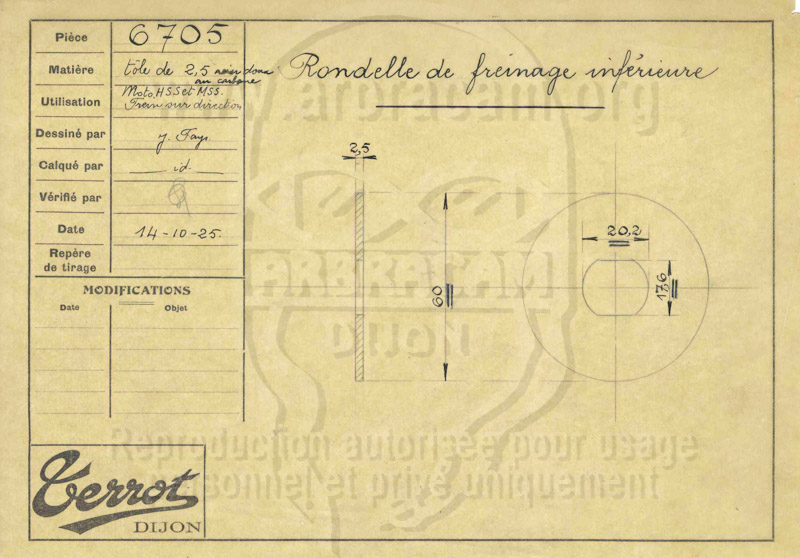 Pièce 6705
Matière tôle de 2,5 acier doux
au carbone
Utilisation Moto HSS et MSS.
Frein sur direction
Dessiné par J. Fays
Calqué par id.
Vérifié par
Date 14-10-25.
Repère
de tirage
MODIFICATIONS
Date Objet
Rondelle de freinage inférieure
2,5
60
20,2
17,6
www.arbracam.org
ARBRACAM
DIJON
Reproduction autorisée pour usage
personnel et privé uniquement
Terrot
DIJON